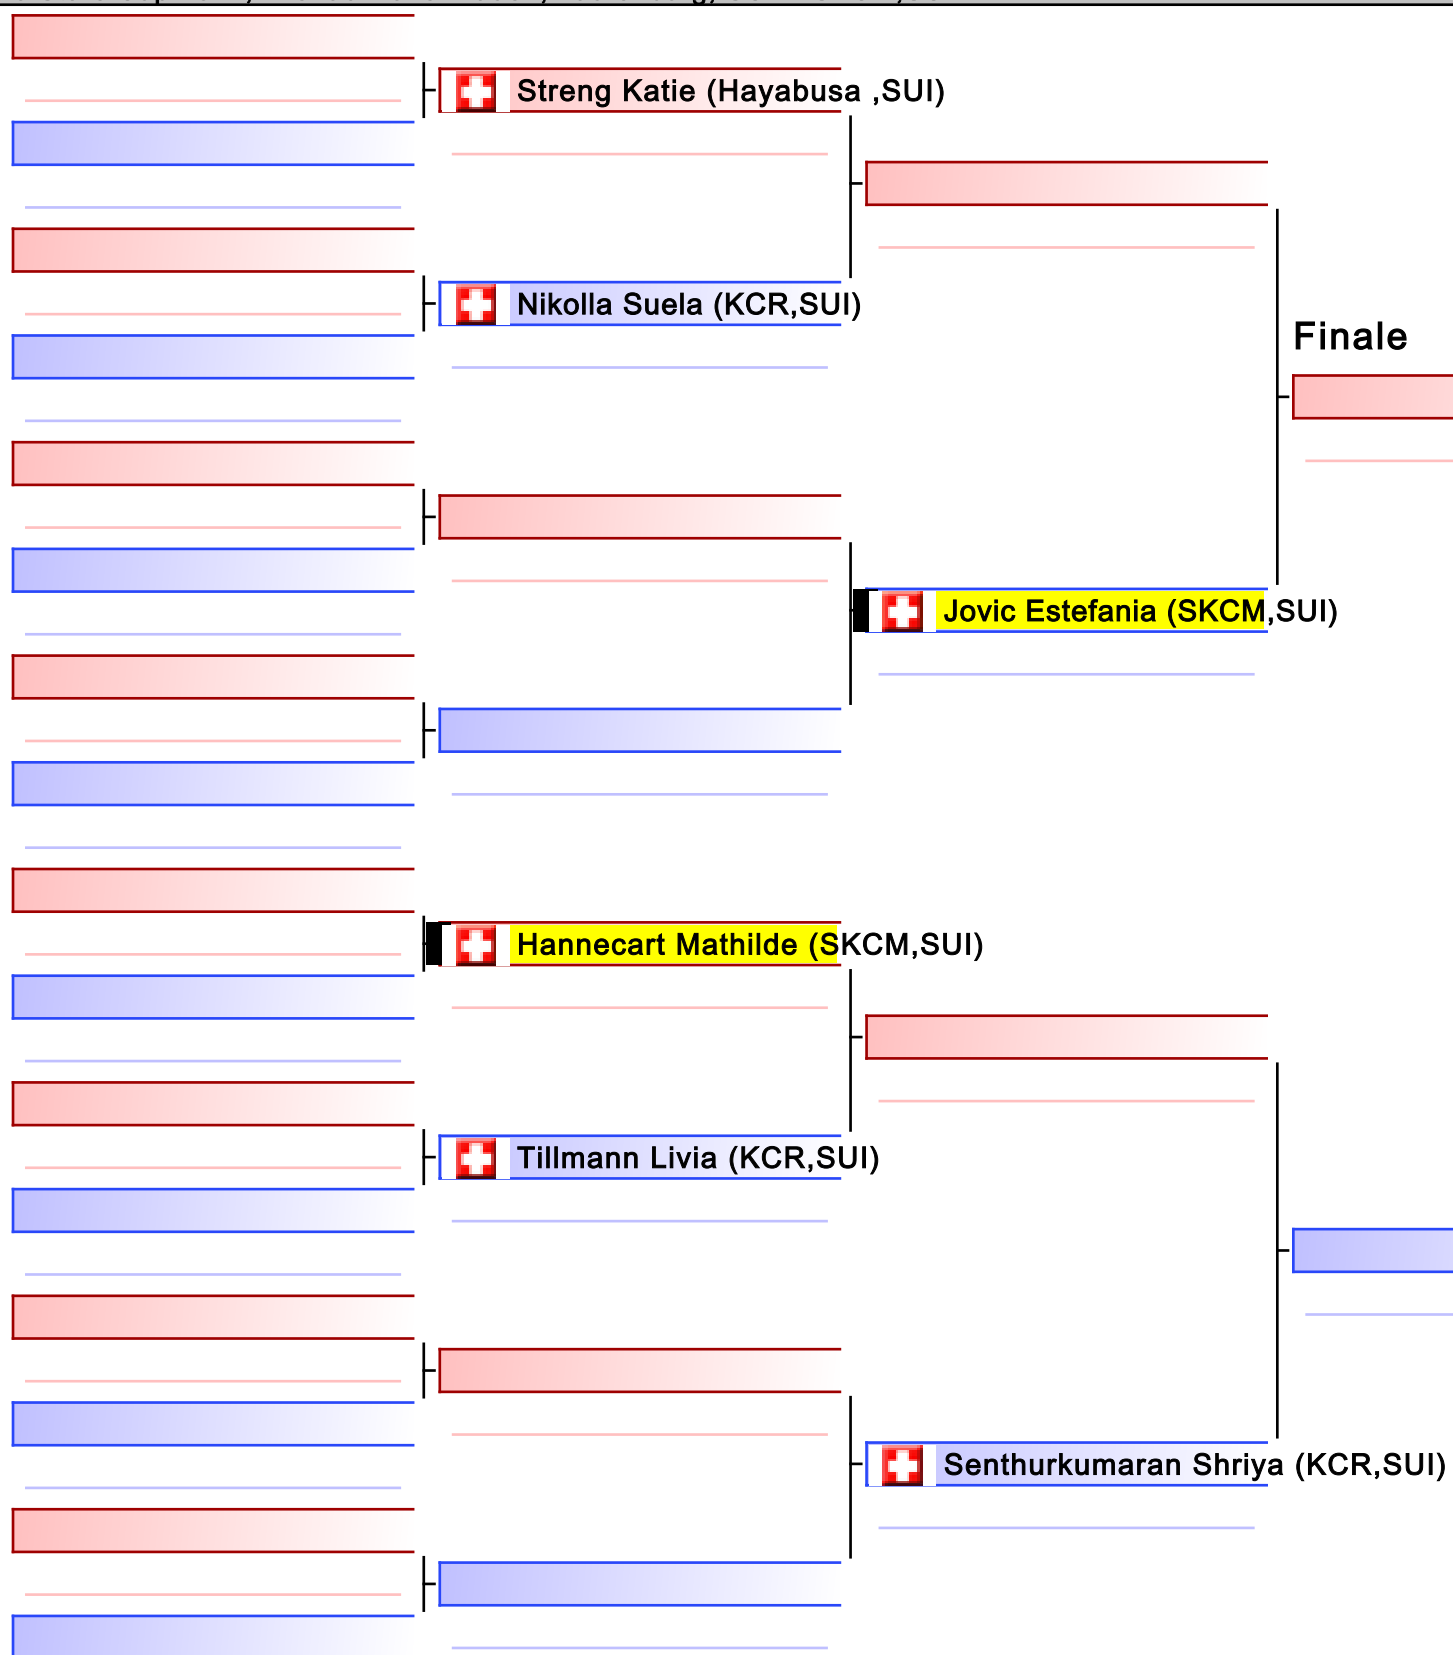 Streng Katie (Hayabusa ,SUI)
Nikolla Suela (KCR,SUI)
Finale
Jovic Estefania (SKCM,SUI)
Hannecart Mathilde (SKCM,SUI)
Tillmann Livia (KCR,SUI)
Senthurkumaran Shriya (KCR,SUI)